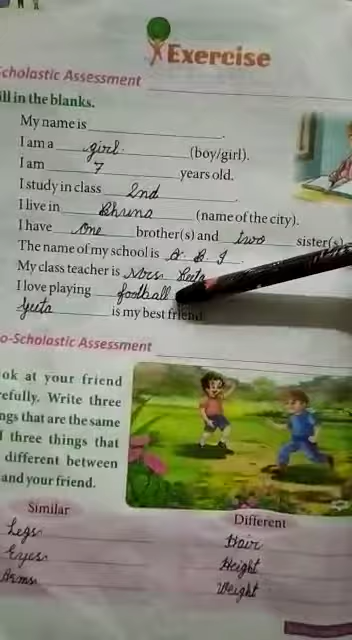 Exercise
Scholastic Assessment
ill in the blanks.
My name is
I am a girl (boy/girl).
I am 7 years old.
I study in class 2nd.
I live in (name of the city).
I have one brother(s) and two sister(s)
The name of my school is
My class teacher is Mrs. Reeta
I love playing football
Geeta is my best friend
o-Scholastic Assessment
ok at your friend
refully. Write three
ngs that are the same
three things that
different between
and your friend.
Similar Different
Legs Hair
Eyes Height
Arms Weight